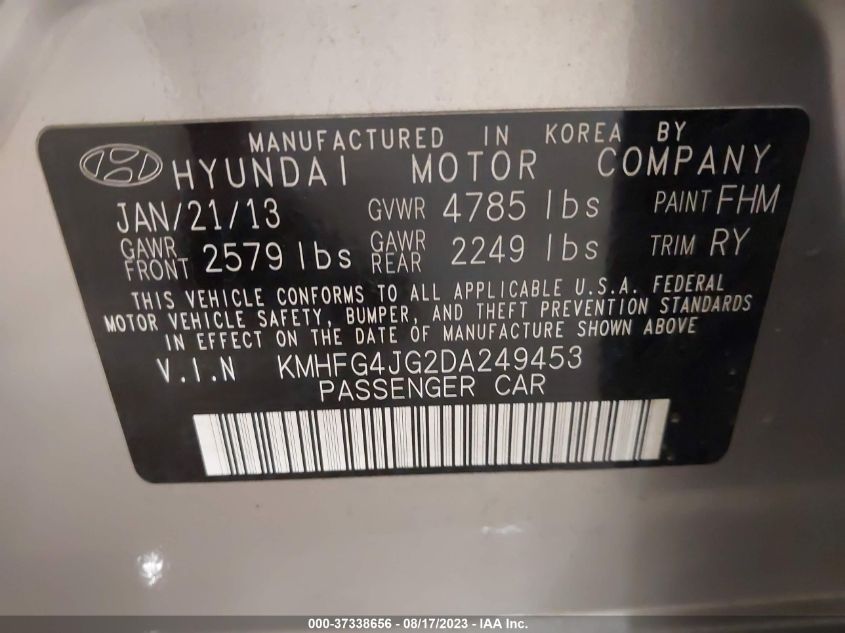 MANUFACTURED IN KOREA BY
HYUNDAI MOTOR COMPANY
JAN/21/13 GVWR 4785 lbs PAINT FHM
GAWR FRONT 2579 lbs GAWR REAR 2249 lbs TRIM RY
THIS VEHICLE CONFORMS TO ALL APPLICABLE U.S.A. FEDERAL
MOTOR VEHICLE SAFETY, BUMPER, AND THEFT PREVENTION STANDARDS
IN EFFECT ON THE DATE OF MANUFACTURE SHOWN ABOVE
V.I.N KMHFG4JG2DA249453
PASSENGER CAR
000-37338656 - 08/17/2023 - IAA Inc.